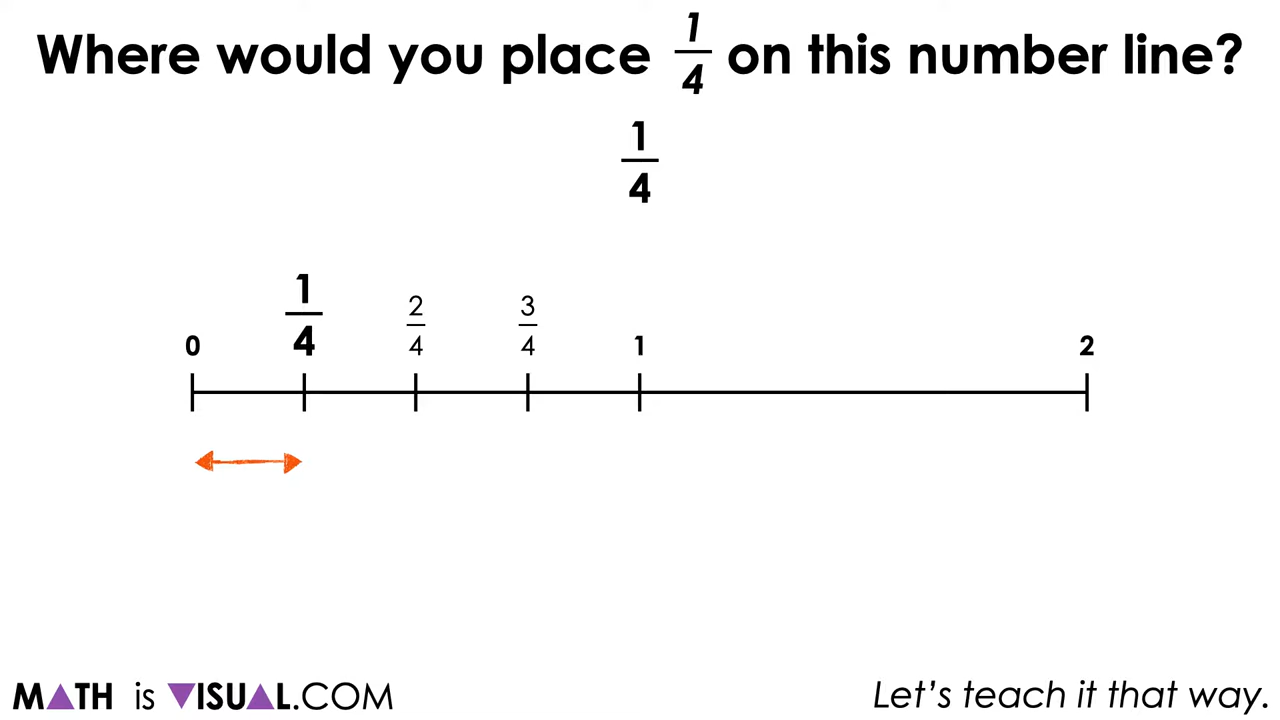 Where would you place 1/4 on this number line?
1/4
0 1/4 2/4 3/4 1 2
MATH is VISUAL.COM
Let's teach it that way.